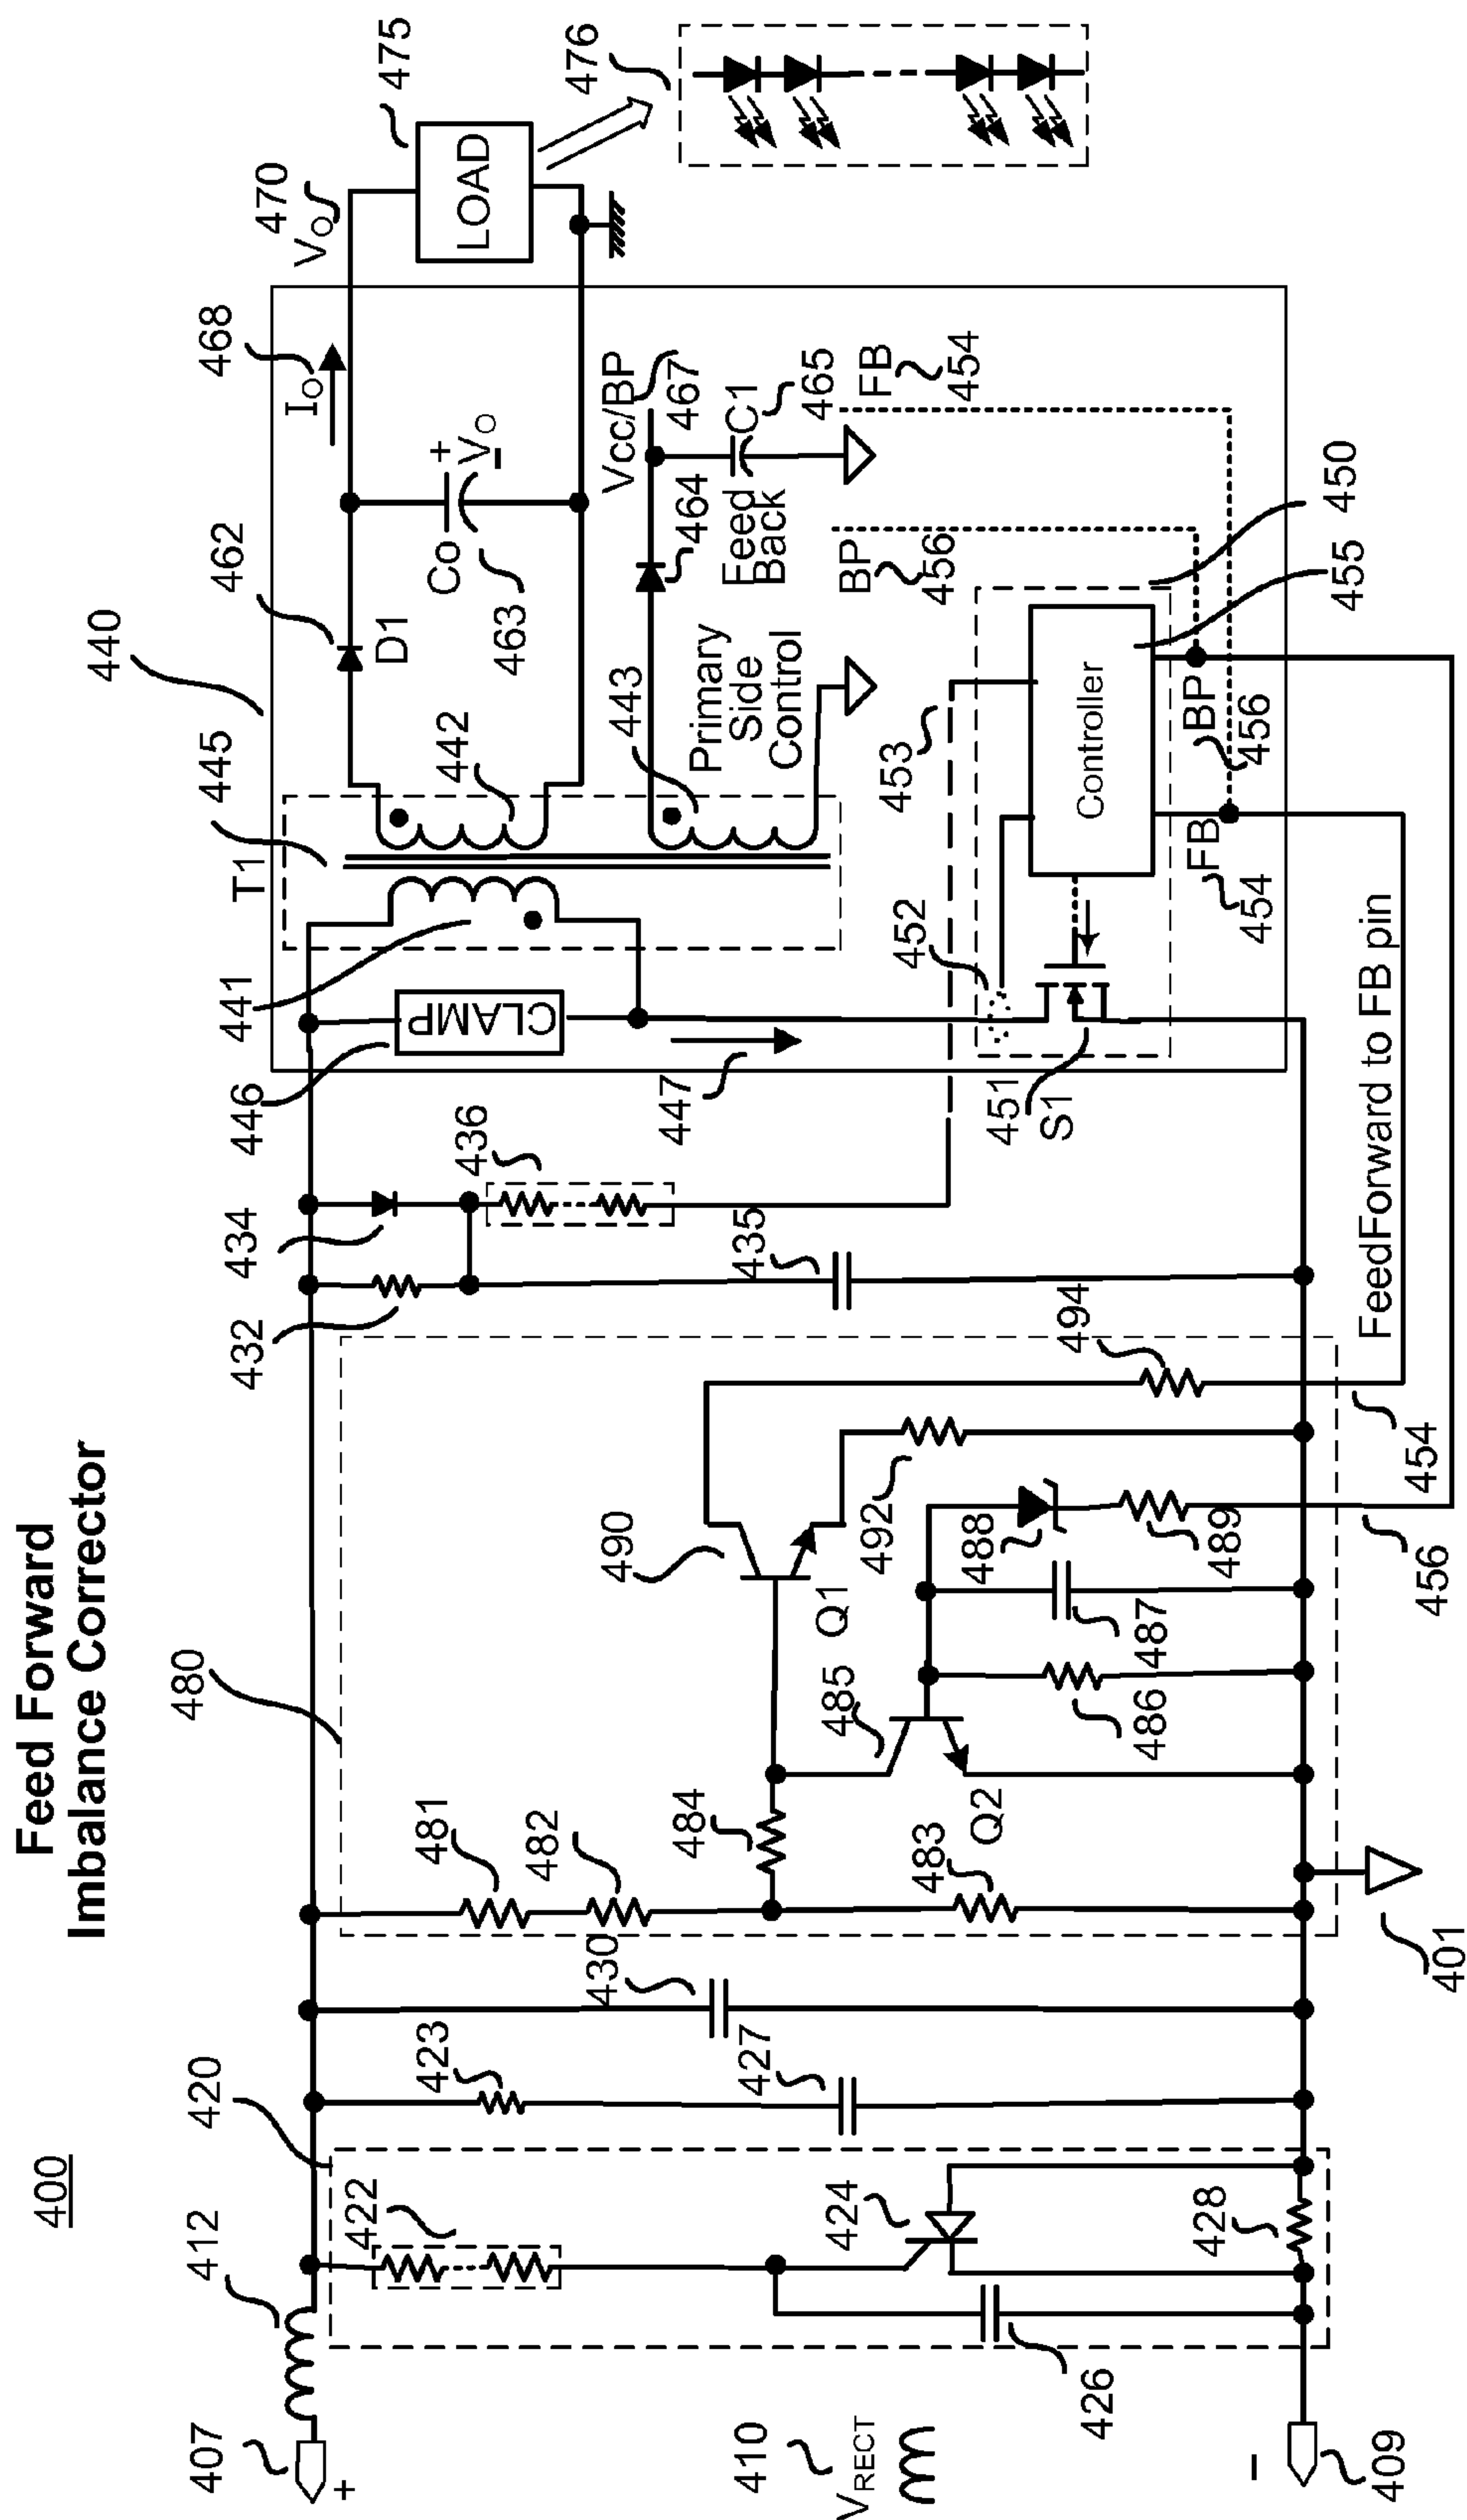 Feed Forward
Imbalance Corrector
400
407
+
412
420
422
423
427
430
424
426
428
410
VRECT
409
−
401
480
481
482
484
483
485
Q2
486
487
488
489
490
Q1
492
494
454
456
FeedForward to FB pin
432
434
435
436
440
T1
445
446
CLAMP
441
447
442
443
Primary
Side
Control
D1
462
Co
463
+
VO
−
IO
468
VO
470
LOAD
475
476
Vcc/BP
467
464
Feed
Back
C1
465
BP
456
FB
454
450
455
Controller
453
452
451
S1
FB
454
BP
456